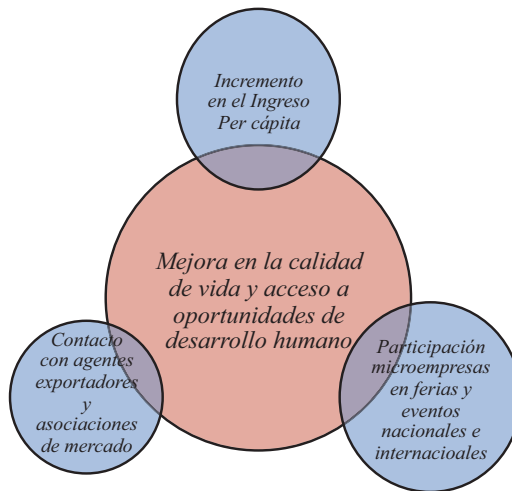 Incremento
en el Ingreso
Per cápita
Mejora en la calidad
de vida y acceso a
oportunidades de
desarrollo humano
Contacto
con agentes
exportadores
y
asociaciones
de mercado
Participación
microempresas
en ferias y
eventos
nacionales e
internacioales